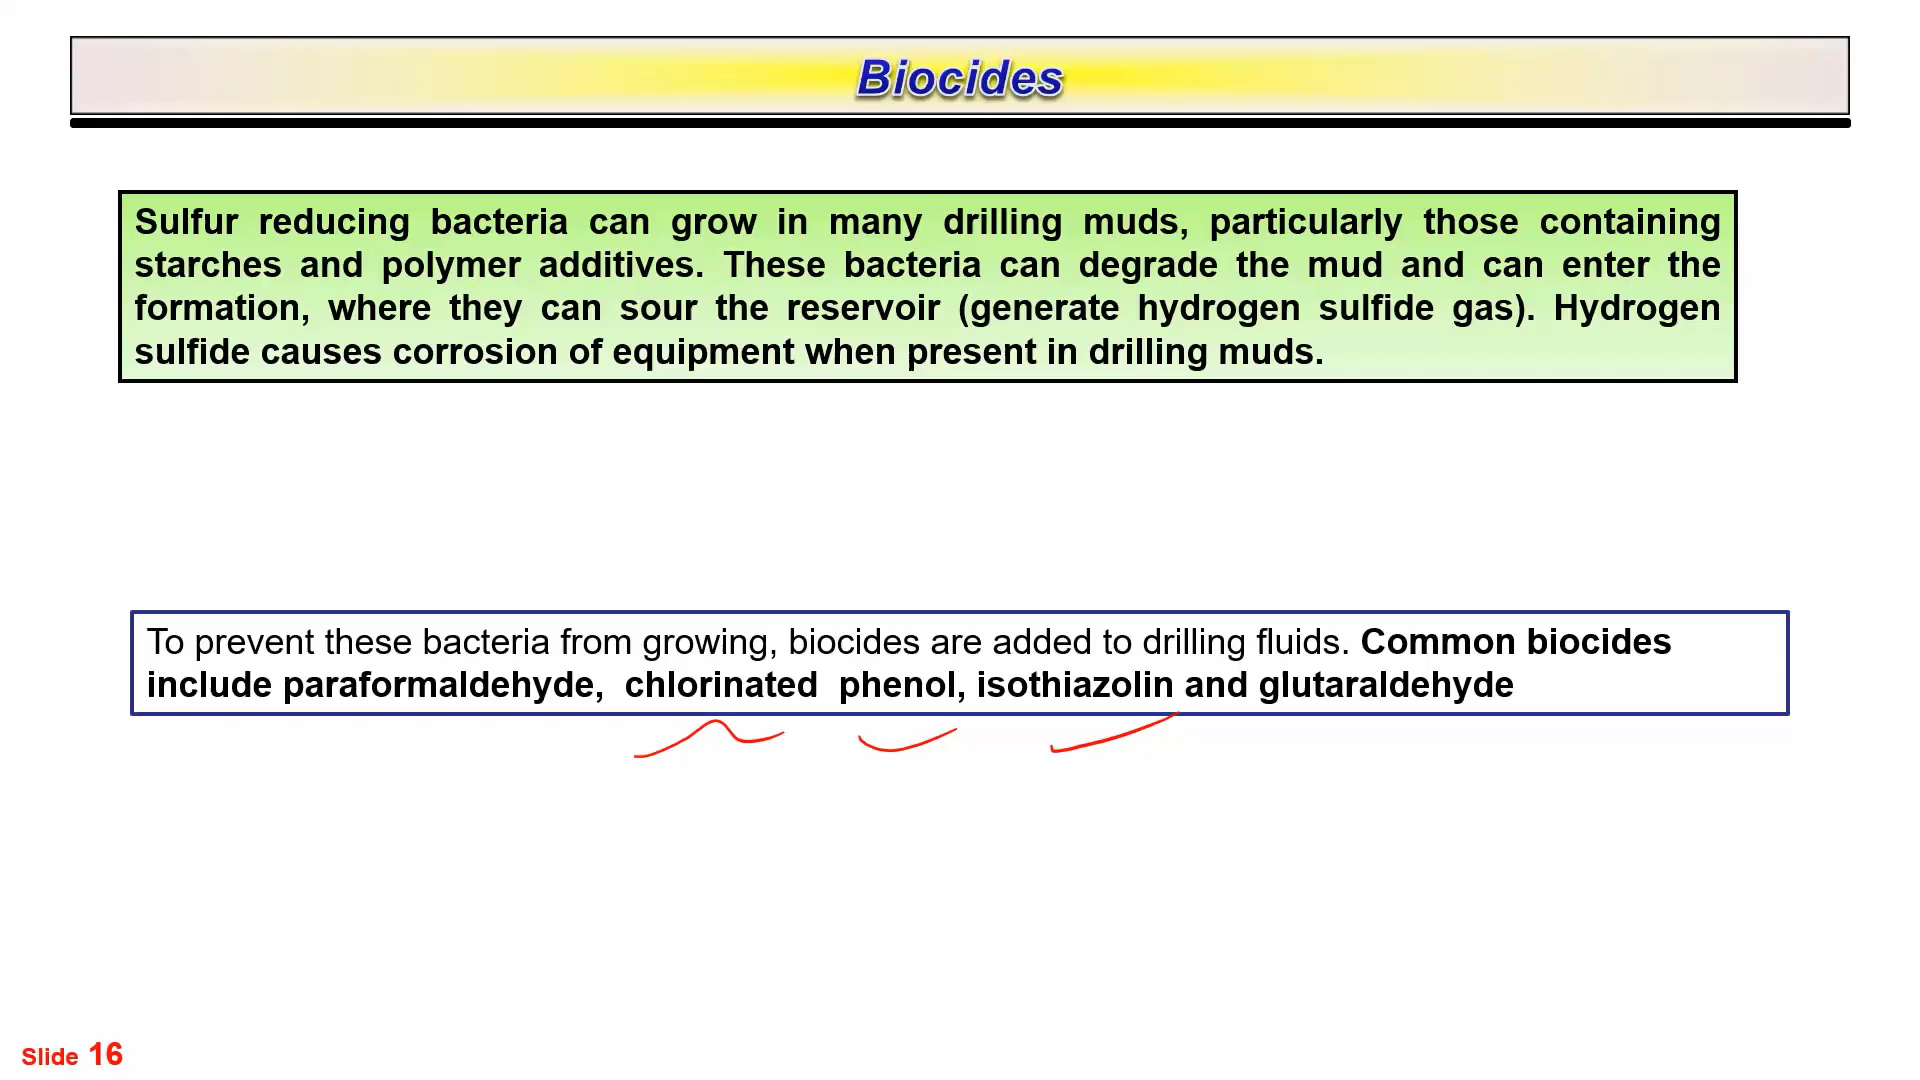 Biocides
Sulfur reducing bacteria can grow in many drilling muds, particularly those containing
starches and polymer additives. These bacteria can degrade the mud and can enter the
formation, where they can sour the reservoir (generate hydrogen sulfide gas). Hydrogen
sulfide causes corrosion of equipment when present in drilling muds.
To prevent these bacteria from growing, biocides are added to drilling fluids. Common biocides
include paraformaldehyde, chlorinated phenol, isothiazolin and glutaraldehyde
Slide 16